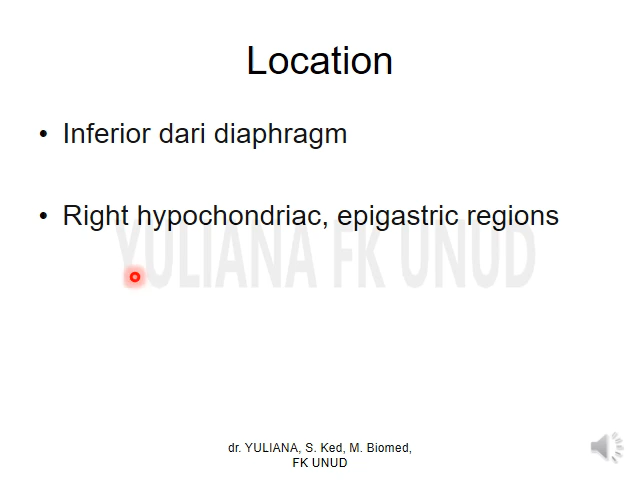 Location
• Inferior dari diaphragm
• Right hypochondriac, epigastric regions
YULIANA FK UNUD
dr. YULIANA, S. Ked, M. Biomed,
FK UNUD